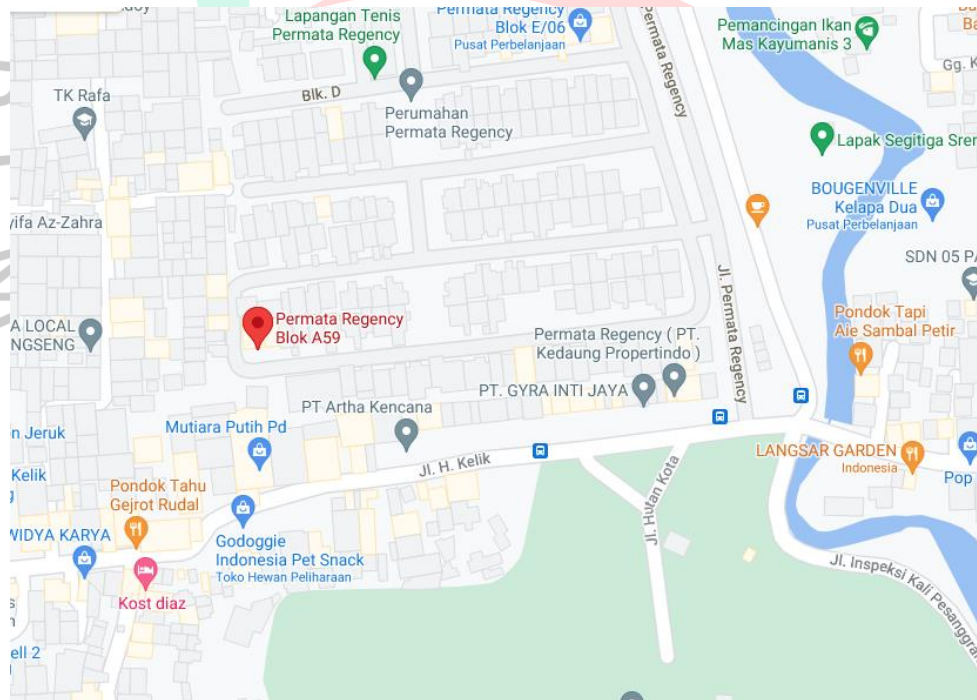 Lapangan Tenis
Permata Regency
Permata Regency
Blok E/06
Pusat Perbelanjaan
Pemancingan Ikan
Mas Kayumanis 3
Gg. K
TK Rafa
Blk. D
Perumahan
Permata Regency
Permata Regency
Lapak Segitiga Sren
BOUGENVILLE
Kelapa Dua
Pusat Perbelanjaan
yifa Az-Zahra
SDN 05 PA
Jl. Permata Regency
Permata Regency
Blok A59
A LOCAL
NGSENG
Pondok Tapi
Aie Sambal Petir
Permata Regency ( PT.
Kedaung Propertindo )
PT. GYRA INTI JAYA
PT Artha Kencana
n Jeruk
Mutiara Putih Pd
Jl. H. Kelik
LANGSAR GARDEN
Indonesia
Pop
Kelik
Pondok Tahu
Gejrot Rudal
Jl. Hutan Kota
WIDYA KARYA
Godoggie
Indonesia Pet Snack
Toko Hewan Peliharaan
Jl. Inspeksi Kali Pesanggra
Kost diaz
ell 2